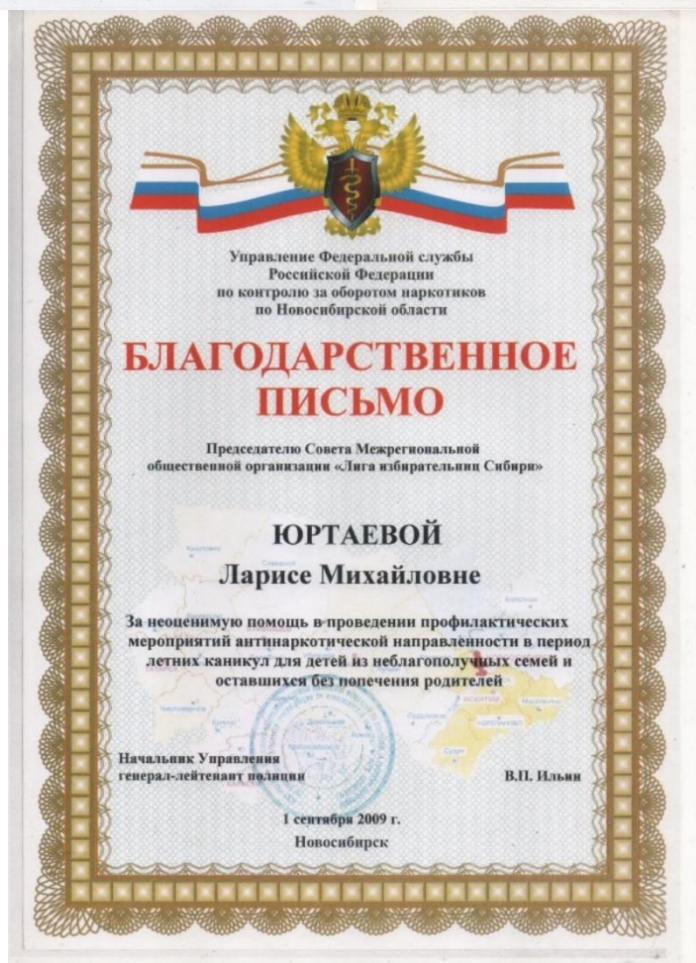 Управление Федеральной службы
Российской Федерации
по контролю за оборотом наркотиков
по Новосибирской области
БЛАГОДАРСТВЕННОЕ
ПИСЬМО
Председателю Совета Межрегиональной
общественной организации «Лига избирательниц Сибири»
ЮРТАЕВОЙ
Ларисе Михайловне
За неоценимую помощь в проведении профилактических
мероприятий антинаркотической направленности в период
летних каникул для детей из неблагополучных семей и
оставшихся без попечения родителей
Начальник Управления
генерал-лейтенант полиции
В.П. Ильин
1 сентября 2009 г.
Новосибирск